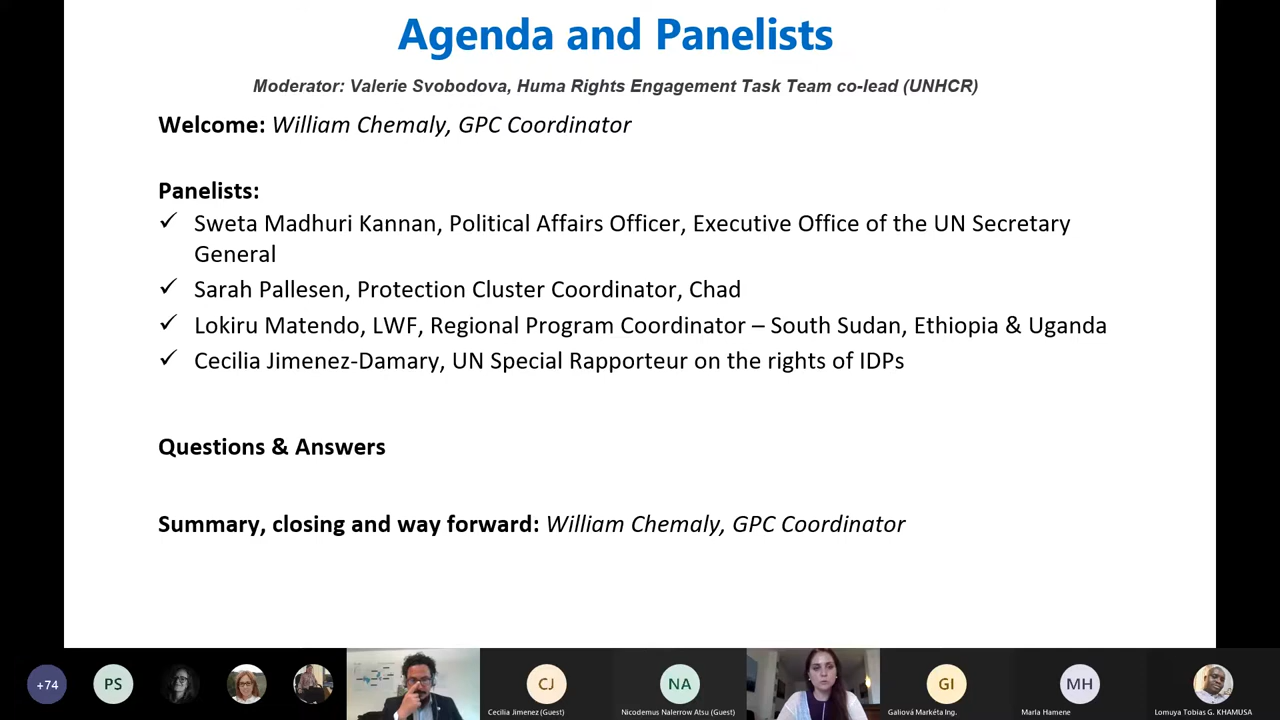 Agenda and Panelists
Moderator: Valerie Svobodova, Huma Rights Engagement Task Team co-lead (UNHCR)
Welcome: William Chemaly, GPC Coordinator
Panelists:
✓ Sweta Madhuri Kannan, Political Affairs Officer, Executive Office of the UN Secretary
General
✓ Sarah Pallesen, Protection Cluster Coordinator, Chad
✓ Lokiru Matendo, LWF, Regional Program Coordinator – South Sudan, Ethiopia & Uganda
✓ Cecilia Jimenez-Damary, UN Special Rapporteur on the rights of IDPs
Questions & Answers
Summary, closing and way forward: William Chemaly, GPC Coordinator
+74
PS
CJ
NA
GI
MH
Cecilia Jimenez (Guest)
Nicodemus Nalerrow Atsu (Guest)
Galiová Markéta Ing.
Marla Hamene
Lomuya Tobias G. KHAMUSA